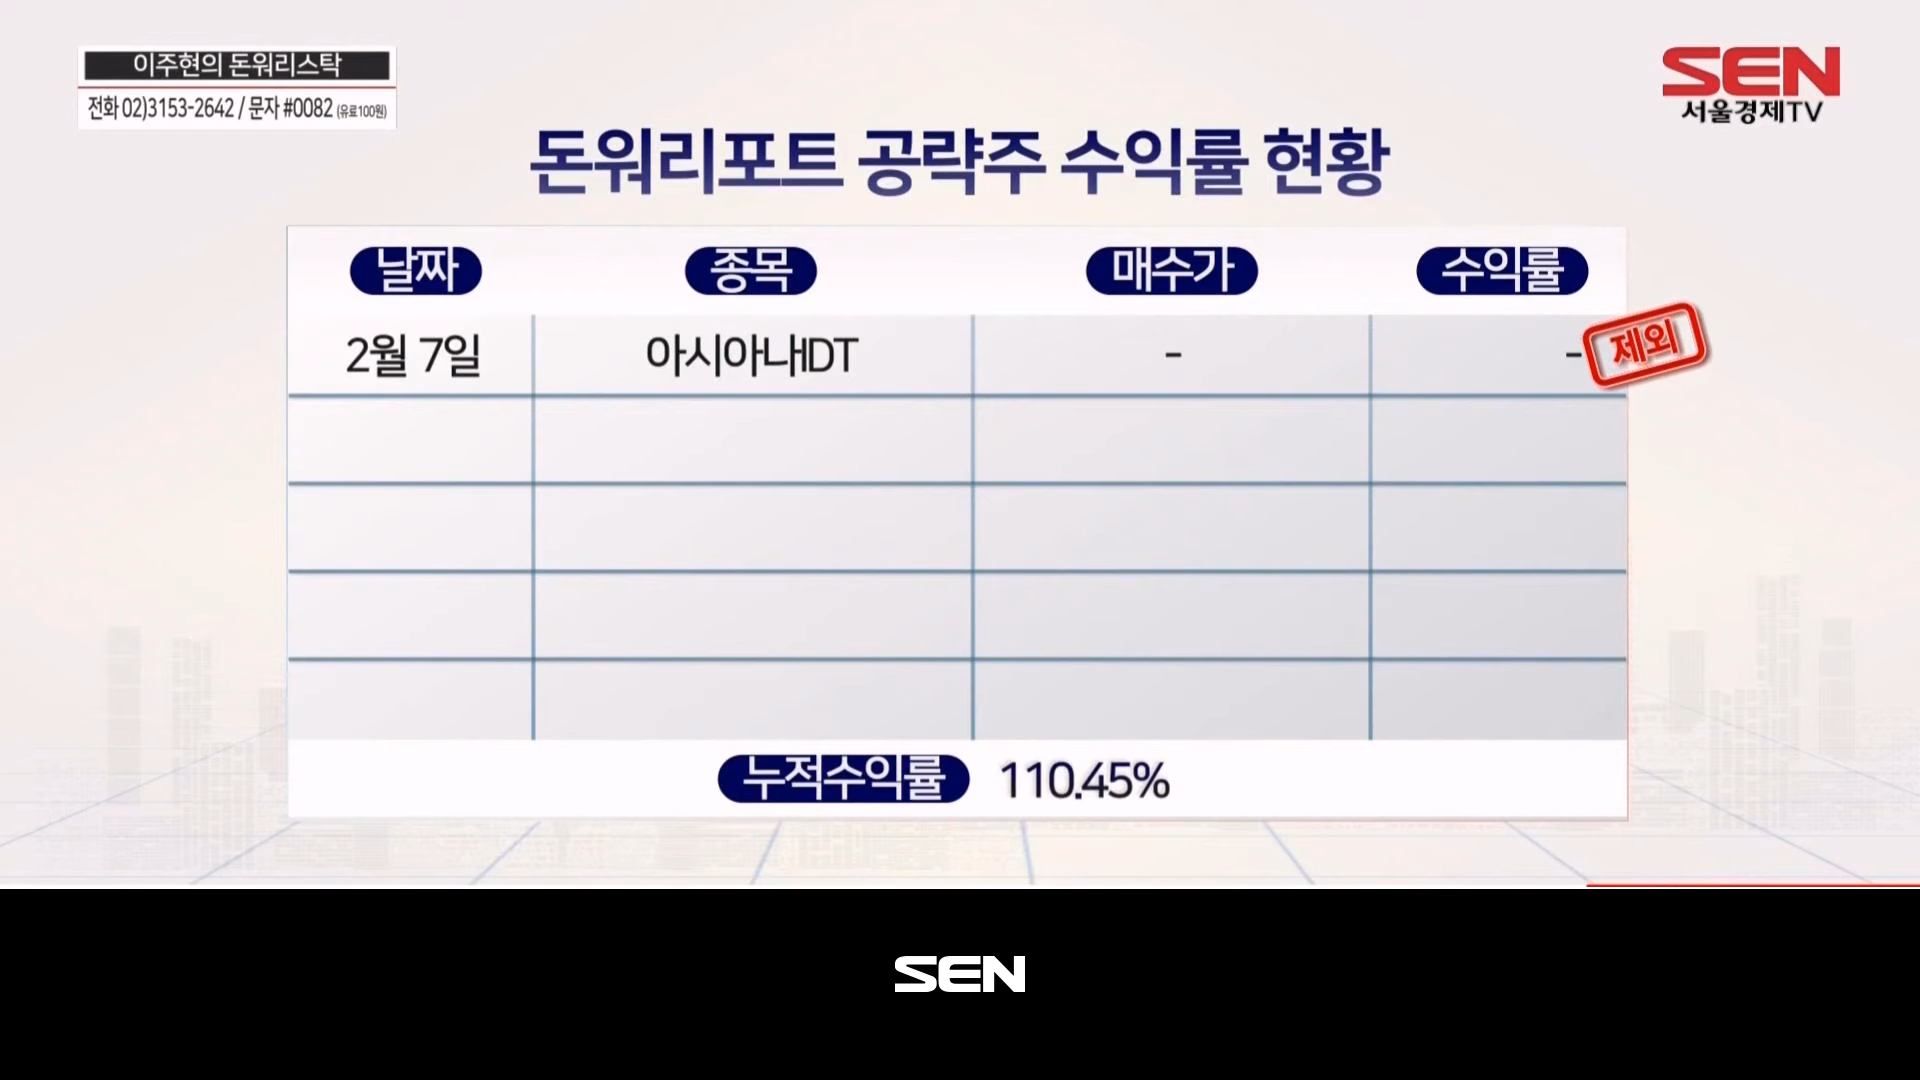 이주현의 돈워리스탁
전화 02)3153-2642 / 문자 #0082 (유료100원)
SEN
서울경제TV
돈워리포트 공략주 수익률 현황
날짜 종목 매수가 수익률
2월 7일 아시아나IDT - - 제외
누적수익률 110.45%
SEN